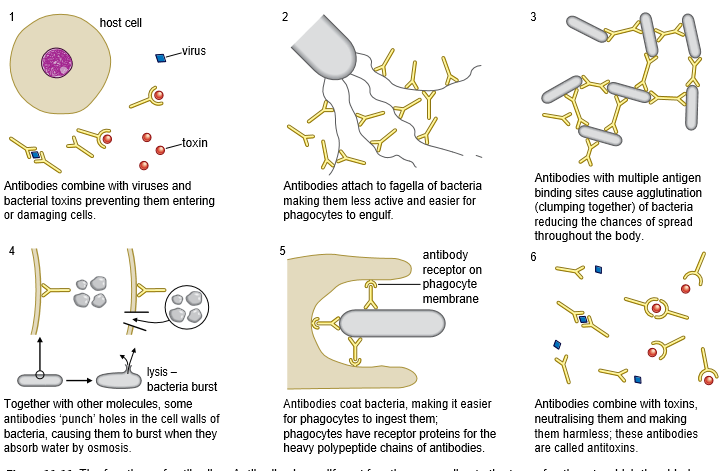 1
host cell
virus
toxin
Antibodies combine with viruses and
bacterial toxins preventing them entering
or damaging cells.
2
Antibodies attach to fagella of bacteria
making them less active and easier for
phagocytes to engulf.
3
Antibodies with multiple antigen
binding sites cause agglutination
(clumping together) of bacteria
reducing the chances of spread
throughout the body.
4
lysis –
bacteria burst
Together with other molecules, some
antibodies ‘punch’ holes in the cell walls of
bacteria, causing them to burst when they
absorb water by osmosis.
5
antibody
receptor on
phagocyte
membrane
Antibodies coat bacteria, making it easier
for phagocytes to ingest them;
phagocytes have receptor proteins for the
heavy polypeptide chains of antibodies.
6
Antibodies combine with toxins,
neutralising them and making
them harmless; these antibodies
are called antitoxins.